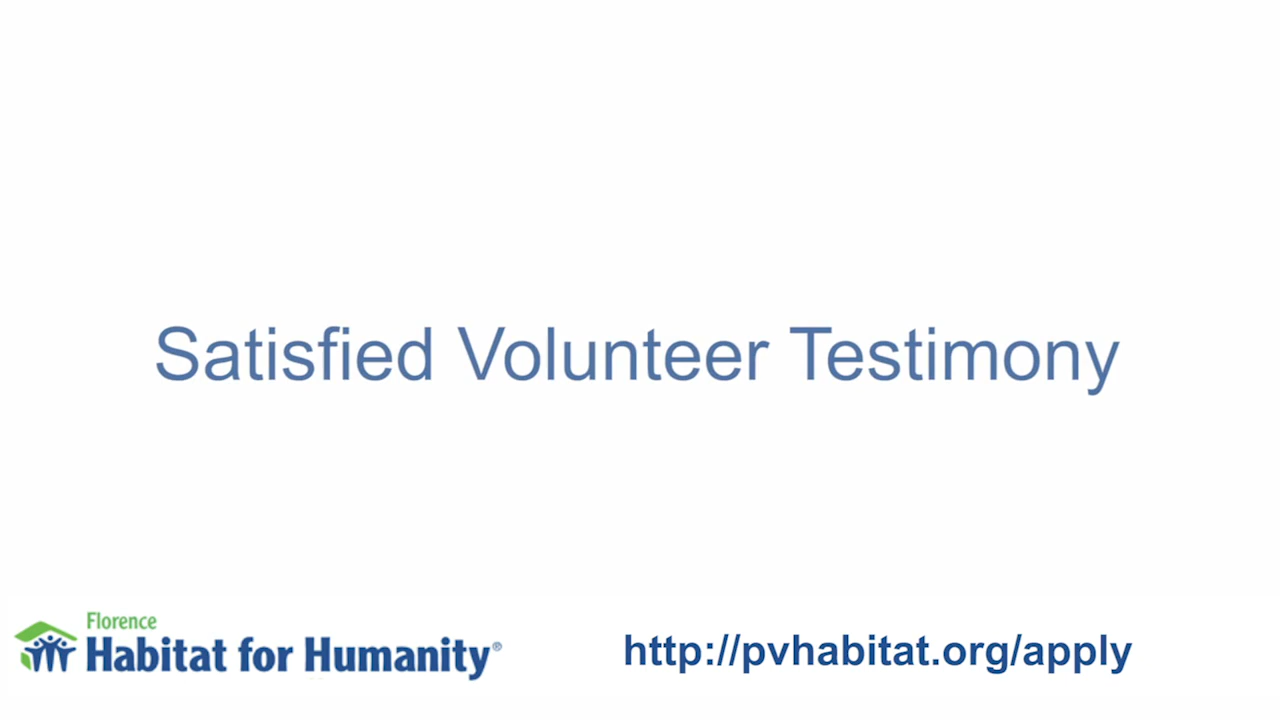 Satisfied Volunteer Testimony
Florence
Habitat for Humanity®
http://pvhabitat.org/apply